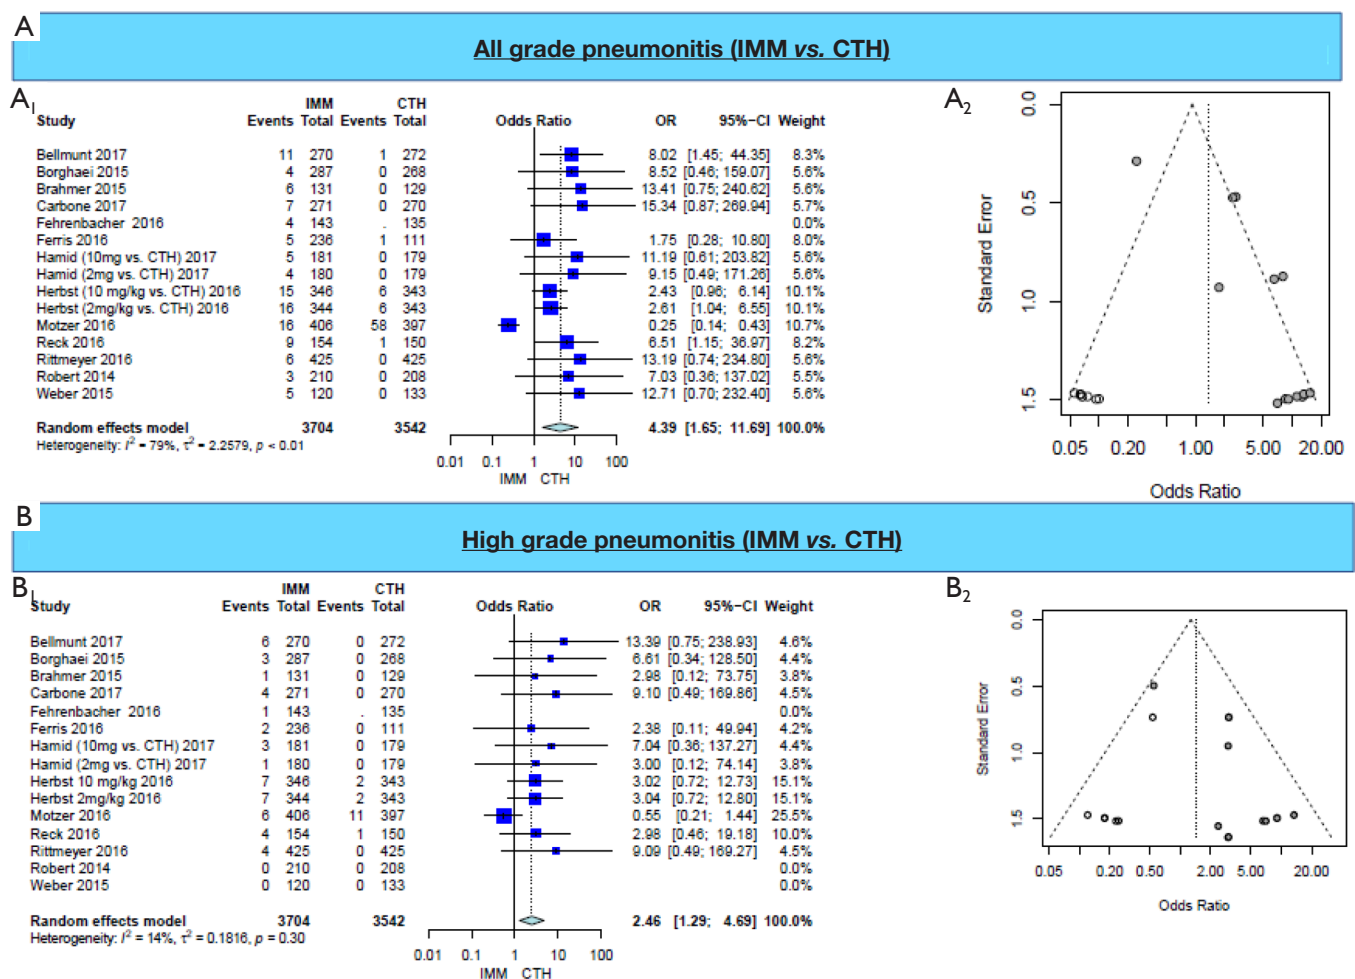 A
All grade pneumonitis (IMM vs. CTH)
A1
IMM CTH
Study Events Total Events Total Odds Ratio OR 95%-CI Weight
Bellmunt 2017 11 270 1 272 8.02 [1.45; 44.35] 8.3%
Borghaei 2015 4 287 0 268 8.52 [0.46; 159.07] 5.6%
Brahmer 2015 6 131 0 129 13.41 [0.75; 240.62] 5.6%
Carbone 2017 7 271 0 270 15.34 [0.87; 269.94] 5.7%
Fehrenbacher 2016 4 143 . 135 0.0%
Ferris 2016 5 236 1 111 1.75 [0.28; 10.80] 8.0%
Hamid (10mg vs. CTH) 2017 5 181 0 179 11.19 [0.61; 203.82] 5.6%
Hamid (2mg vs. CTH) 2017 4 180 0 179 9.15 [0.49; 171.26] 5.6%
Herbst (10 mg/kg vs. CTH) 2016 15 346 6 343 2.43 [0.96; 6.14] 10.1%
Herbst (2mg/kg vs. CTH) 2016 16 344 6 343 2.61 [1.04; 6.55] 10.1%
Motzer 2016 16 406 58 397 0.25 [0.14; 0.43] 10.7%
Reck 2016 9 154 1 150 6.51 [1.15; 36.97] 8.2%
Rittmeyer 2016 6 425 0 425 13.19 [0.74; 234.80] 5.6%
Robert 2014 3 210 0 208 7.03 [0.36; 137.02] 5.5%
Weber 2015 5 120 0 133 12.71 [0.70; 232.40] 5.6%
Random effects model 3704 3542 4.39 [1.65; 11.69] 100.0%
Heterogeneity: I² = 79%, τ² = 2.2579, p < 0.01
0.01 0.1 1 10 100
IMM CTH
A2
0.0
0.5
1.0
1.5
Standard Error
0.05 0.20 1.00 5.00 20.00
Odds Ratio
B
High grade pneumonitis (IMM vs. CTH)
B1
IMM CTH
Study Events Total Events Total Odds Ratio OR 95%-CI Weight
Bellmunt 2017 6 270 0 272 13.39 [0.75; 238.93] 4.6%
Borghaei 2015 3 287 0 268 6.61 [0.34; 128.50] 4.4%
Brahmer 2015 1 131 0 129 2.98 [0.12; 73.75] 3.8%
Carbone 2017 4 271 0 270 9.10 [0.49; 169.86] 4.5%
Fehrenbacher 2016 1 143 . 135 0.0%
Ferris 2016 2 236 0 111 2.38 [0.11; 49.94] 4.2%
Hamid (10mg vs. CTH) 2017 3 181 0 179 7.04 [0.36; 137.27] 4.4%
Hamid (2mg vs. CTH) 2017 1 180 0 179 3.00 [0.12; 74.14] 3.8%
Herbst 10 mg/kg 2016 7 346 2 343 3.02 [0.72; 12.73] 15.1%
Herbst 2mg/kg 2016 7 344 2 343 3.04 [0.72; 12.80] 15.1%
Motzer 2016 6 406 11 397 0.55 [0.21; 1.44] 25.5%
Reck 2016 4 154 1 150 2.98 [0.46; 19.18] 10.0%
Rittmeyer 2016 4 425 0 425 9.09 [0.49; 169.27] 4.5%
Robert 2014 0 210 0 208 0.0%
Weber 2015 0 120 0 133 0.0%
Random effects model 3704 3542 2.46 [1.29; 4.69] 100.0%
Heterogeneity: I² = 14%, τ² = 0.1816, p = 0.30
0.01 0.1 1 10 100
IMM CTH
B2
0.0
0.5
1.0
1.5
Standard Error
0.05 0.20 0.50 2.00 5.00 20.00
Odds Ratio